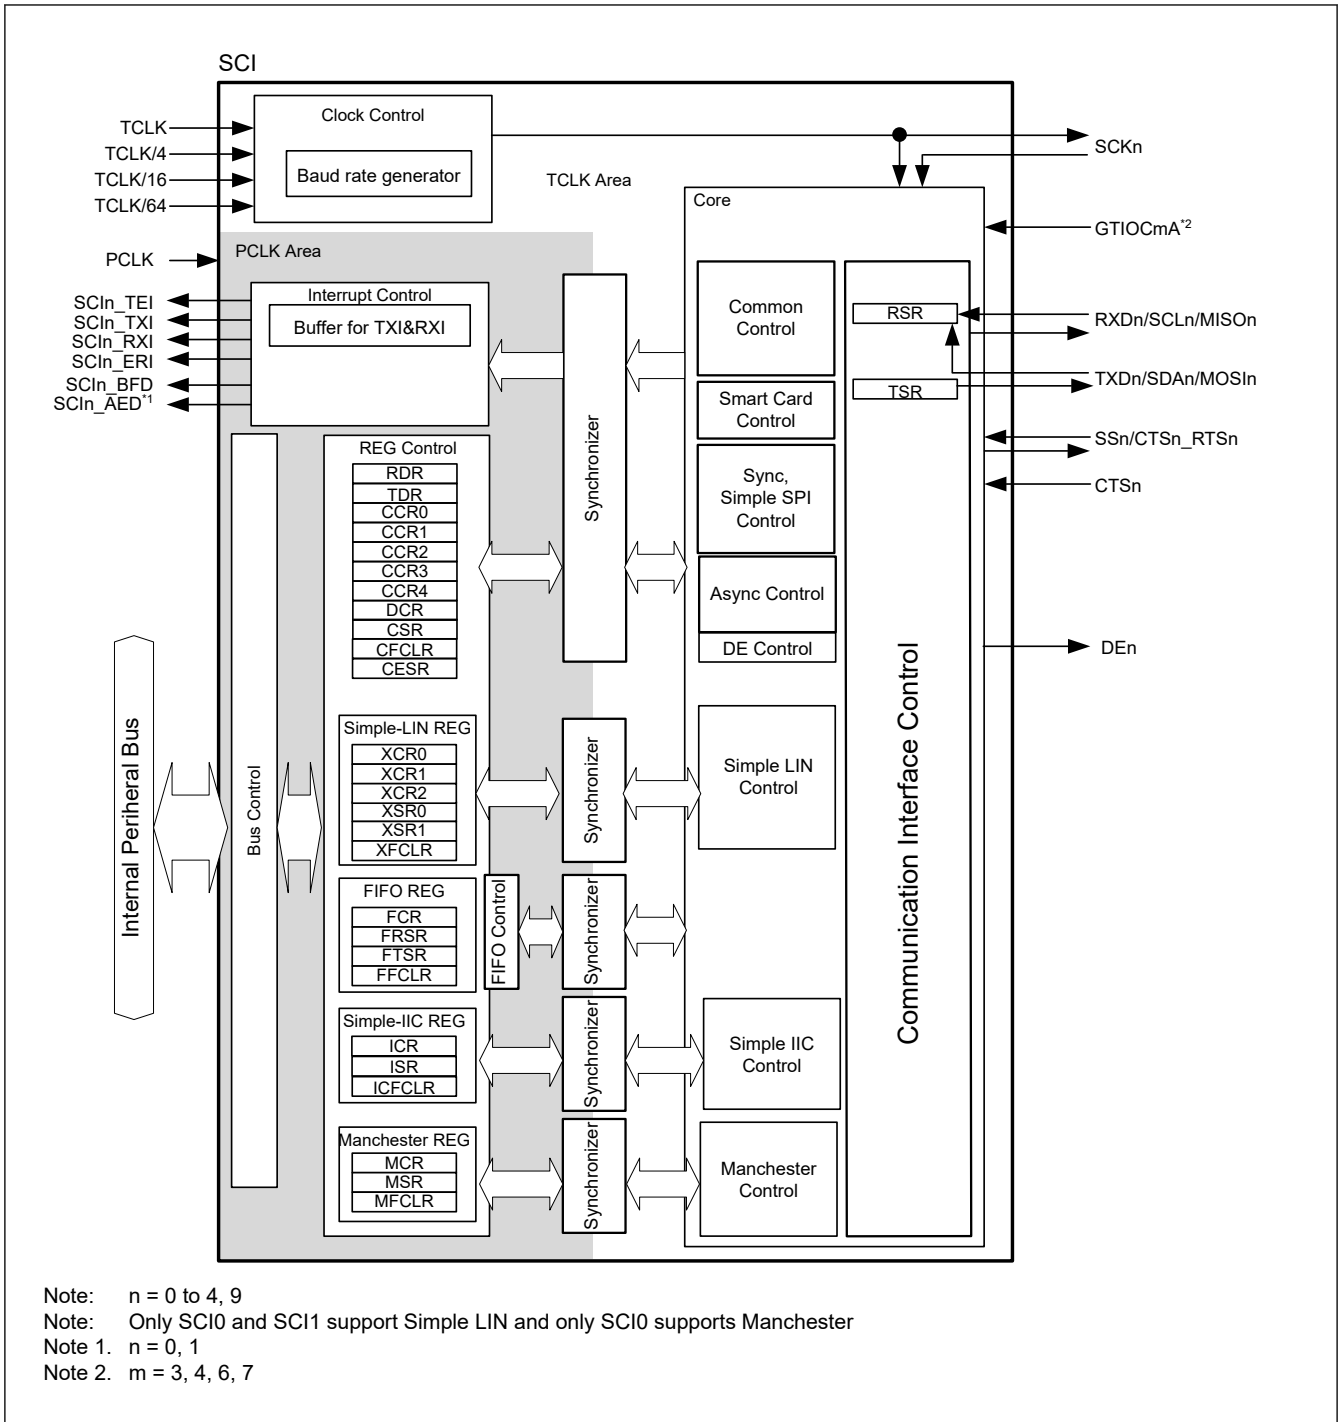 SCI
Clock Control
Baud rate generator
TCLK
TCLK/4
TCLK/16
TCLK/64
TCLK Area
SCKn
Core
GTIOCmA*2
PCLK
PCLK Area
Interrupt Control
Buffer for TXI&RXI
SCIn_TEI
SCIn_TXI
SCIn_RXI
SCIn_ERI
SCIn_BFD
SCIn_AED*1
Synchronizer
Common
Control
Smart Card
Control
Sync,
Simple SPI
Control
Async Control
DE Control
RSR
TSR
RXDn/SCLn/MISOn
TXDn/SDAn/MOSIn
SSn/CTSn_RTSn
CTSn
DEn
REG Control
RDR
TDR
CCR0
CCR1
CCR2
CCR3
CCR4
DCR
CSR
CFCLR
CESR
Internal Periheral Bus
Bus Control
Simple-LIN REG
XCR0
XCR1
XCR2
XSR0
XSR1
XFCLR
Synchronizer
Simple LIN
Control
Communication Interface Control
FIFO REG
FCR
FRSR
FTSR
FFCLR
FIFO Control
Synchronizer
Simple-IIC REG
ICR
ISR
ICFCLR
Synchronizer
Simple IIC
Control
Manchester REG
MCR
MSR
MFCLR
Synchronizer
Manchester
Control
Note: n = 0 to 4, 9
Note: Only SCI0 and SCI1 support Simple LIN and only SCI0 supports Manchester
Note 1. n = 0, 1
Note 2. m = 3, 4, 6, 7